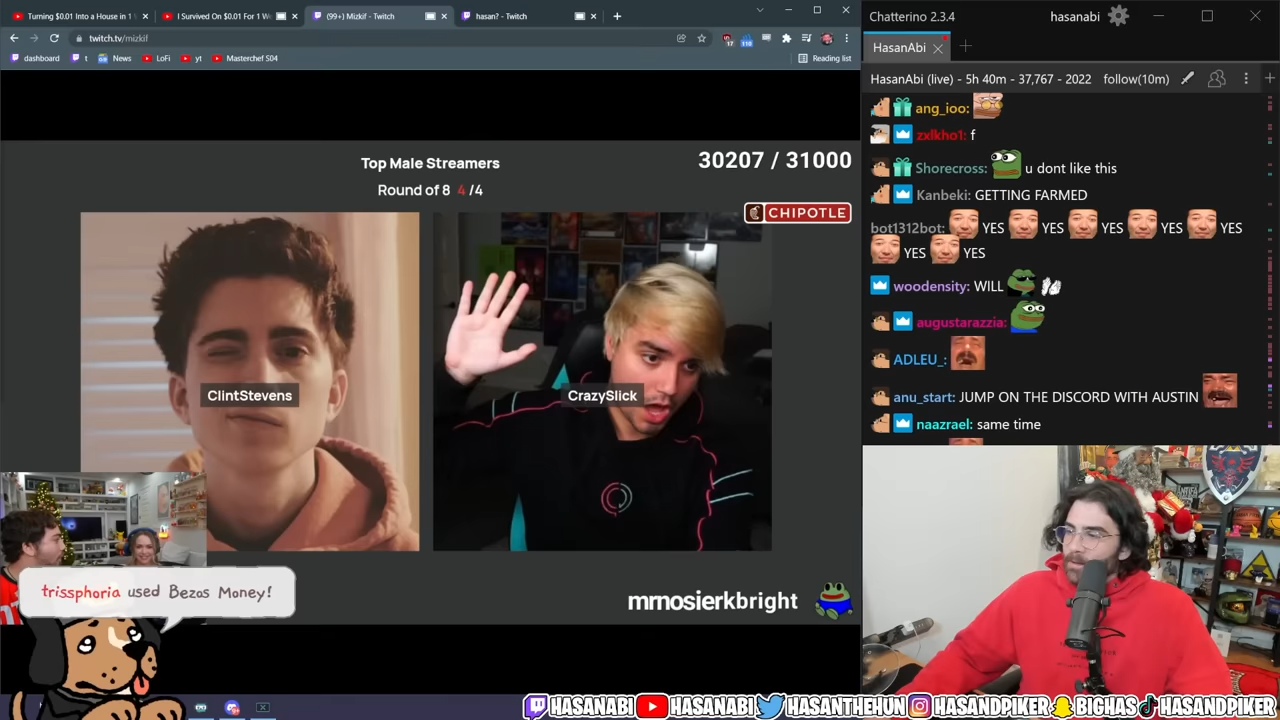 Turning $0.01 Into a House in 1
I Survived On $0.01 For 1 W
(99+) Mizkif - Twitch
hasan? - Twitch
twitch.tv/mizkif
17
110
dashboard
t
News
LoFi
yt
Masterchef S04
Reading list
Top Male Streamers
Round of 8 4 /4
30207 / 31000
CHIPOTLE
ClintStevens
CrazySlick
trissphoria used Bezas Money!
mrnosierkbright
Chatterino 2.3.4
hasanabi
HasanAbi
HasanAbi (live) - 5h 40m - 37,767 - 2022
follow(10m)
ang_ioo:
zxlkho1: f
Shorecross: u dont like this
Kanbeki: GETTING FARMED
bot1312bot: YES YES YES YES YES
YES YES
woodensity: WILL
augustarazzia:
ADLEU_:
anu_start: JUMP ON THE DISCORD WITH AUSTIN
naazrael: same time
HASANABI HASANABI HASANTHEHUN HASANDPIKER BIGHAS HASANDPIKER